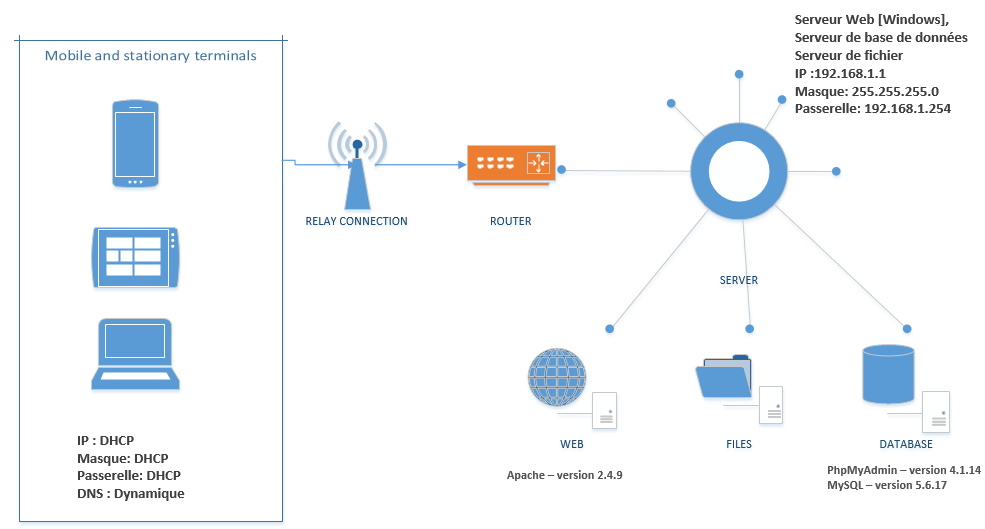 Serveur Web [Windows],
Serveur de base de données
Serveur de fichier
IP :192.168.1.1
Masque: 255.255.255.0
Passerelle: 192.168.1.254
Mobile and stationary terminals
RELAY CONNECTION
ROUTER
SERVER
IP : DHCP
Masque: DHCP
Passerelle: DHCP
DNS : Dynamique
WEB
FILES
DATABASE
Apache – version 2.4.9
PhpMyAdmin – version 4.1.14
MySQL – version 5.6.17